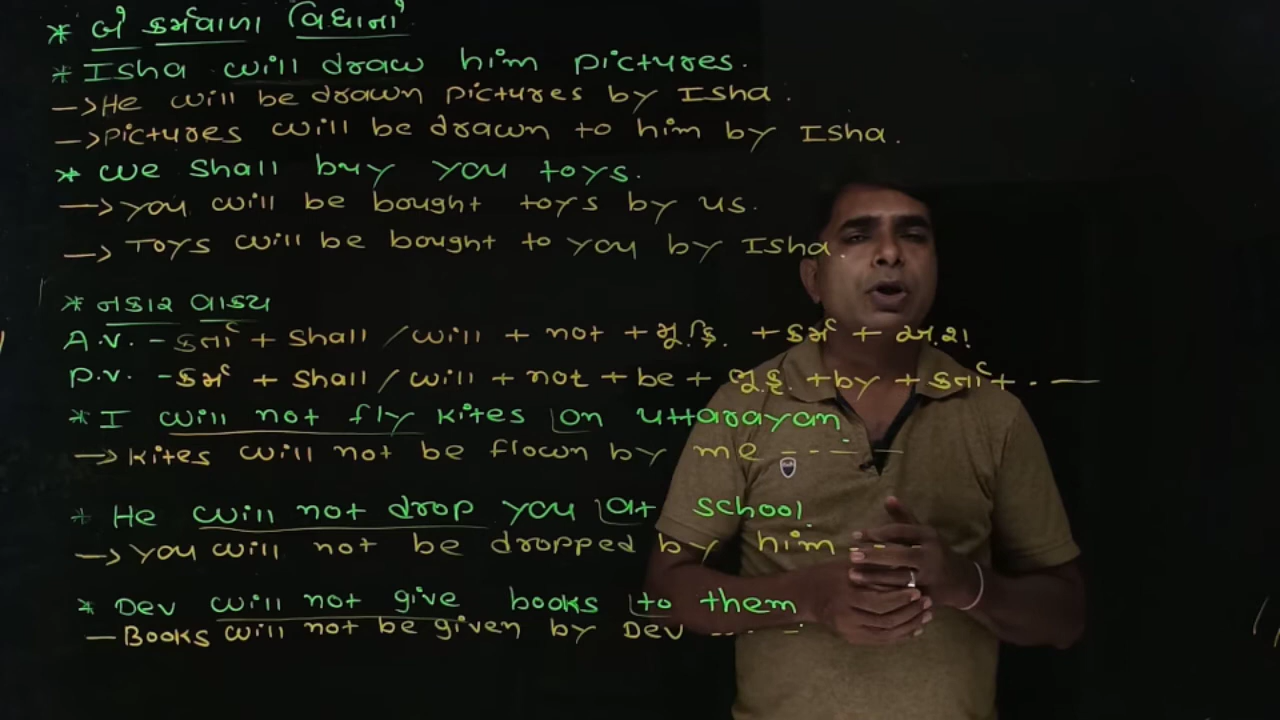 * બે કર્મવાળા વિધાનો
* Isha will draw him pictures.
→ He will be drawn pictures by Isha.
→ Pictures will be drawn to him by Isha.
* We shall buy you toys.
→ You will be bought toys by us.
→ Toys will be bought to you by Isha.
* નકાર વાક્ય
A.V. - કર્તા + shall / will + not + મૂ.ક્રિ. + કર્મ + અ.શ.
P.V. - કર્મ + shall / will + not + be + ભૂ.કૃ. + by + કર્તા + . —
* I will not fly kites on Uttarayan.
→ Kites will not be flown by me -----
* He will not drop you at school.
→ You will not be dropped by him ----
* Dev will not give books to them
— Books will not be given by Dev -----